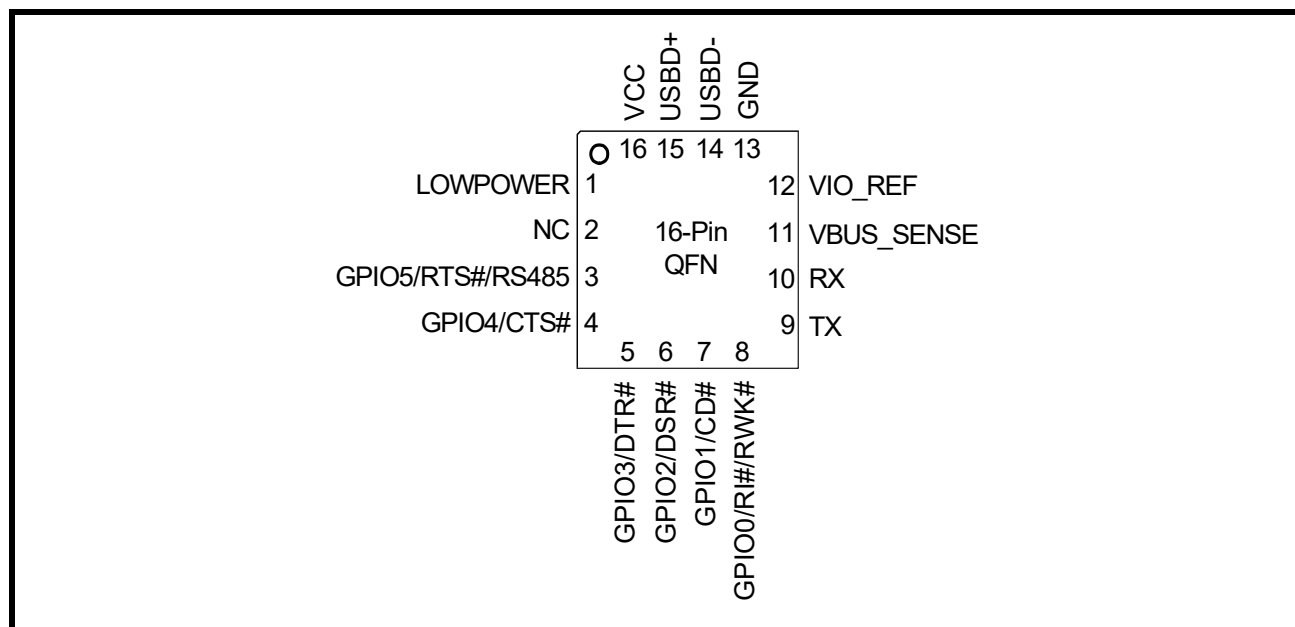 VCC
USBD+
USBD-
GND
16 15 14 13
LOWPOWER 1
12 VIO_REF
NC 2
16-Pin
QFN
11 VBUS_SENSE
GPIO5/RTS#/RS485 3
10 RX
GPIO4/CTS# 4
9 TX
5 6 7 8
GPIO3/DTR#
GPIO2/DSR#
GPIO1/CD#
GPIO0/RI#/RWK#